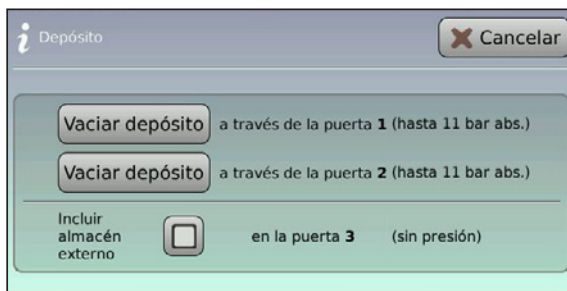 i Depósito
Cancelar
Vaciar depósito a través de la puerta 1 (hasta 11 bar abs.)
Vaciar depósito a través de la puerta 2 (hasta 11 bar abs.)
Incluir
almacén
externo
en la puerta 3 (sin presión)